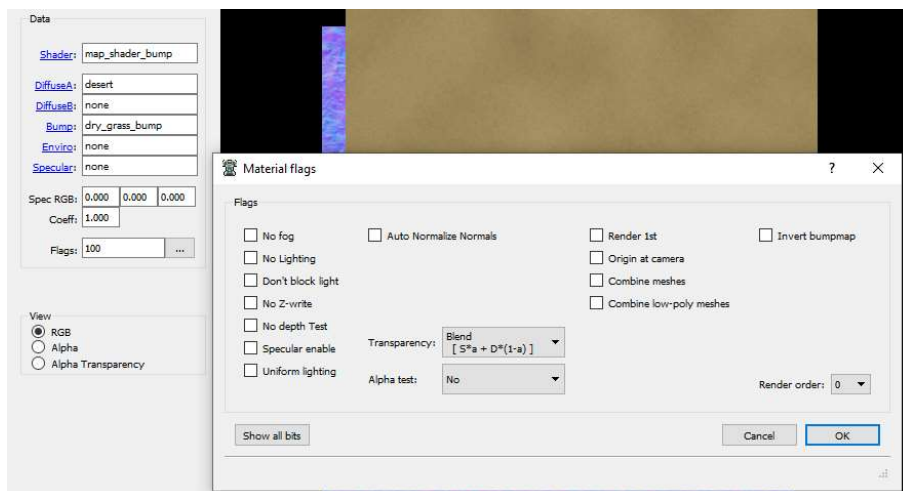 Data
Shader: map_shader_bump
DiffuseA: desert
DiffuseB: none
Bump: dry_grass_bump
Enviro: none
Specular: none
Spec RGB: 0.000 0.000 0.000
Coeff: 1.000
Flags: 100 ...
View
RGB
Alpha
Alpha Transparency
Material flags ?
Flags
No fog Auto Normalize Normals Render 1st Invert bumpmap
No Lighting Origin at camera
Don't block light Combine meshes
No Z-write Combine low-poly meshes
No depth Test
Specular enable Transparency: Blend
[ S*a + D*(1-a) ]
Uniform lighting Alpha test: No Render order: 0
Show all bits Cancel OK